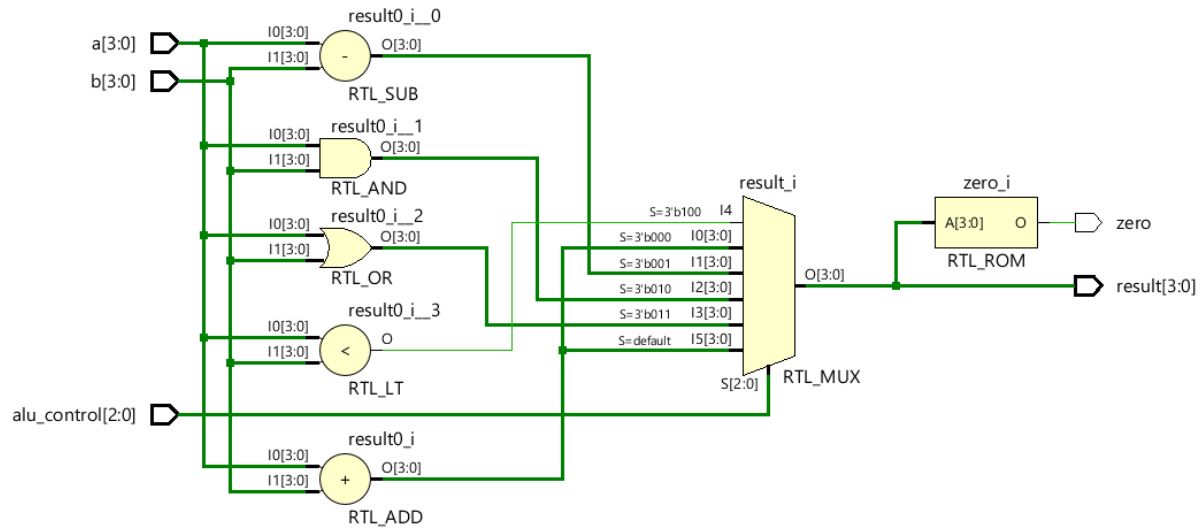 result0_i__0
a[3:0]
I0[3:0]
O[3:0]
b[3:0]
I1[3:0]
-
RTL_SUB
result0_i__1
I0[3:0]
O[3:0]
I1[3:0]
RTL_AND
result0_i__2
I0[3:0]
O[3:0]
I1[3:0]
RTL_OR
result0_i__3
I0[3:0]
O
I1[3:0]
<
RTL_LT
alu_control[2:0]
result0_i
I0[3:0]
O[3:0]
I1[3:0]
+
RTL_ADD
result_i
S=3'b100 I4
S=3'b000 I0[3:0]
S=3'b001 I1[3:0]
S=3'b010 I2[3:0]
S=3'b011 I3[3:0]
S=default I5[3:0]
O[3:0]
S[2:0]
RTL_MUX
zero_i
A[3:0] O
RTL_ROM
zero
result[3:0]